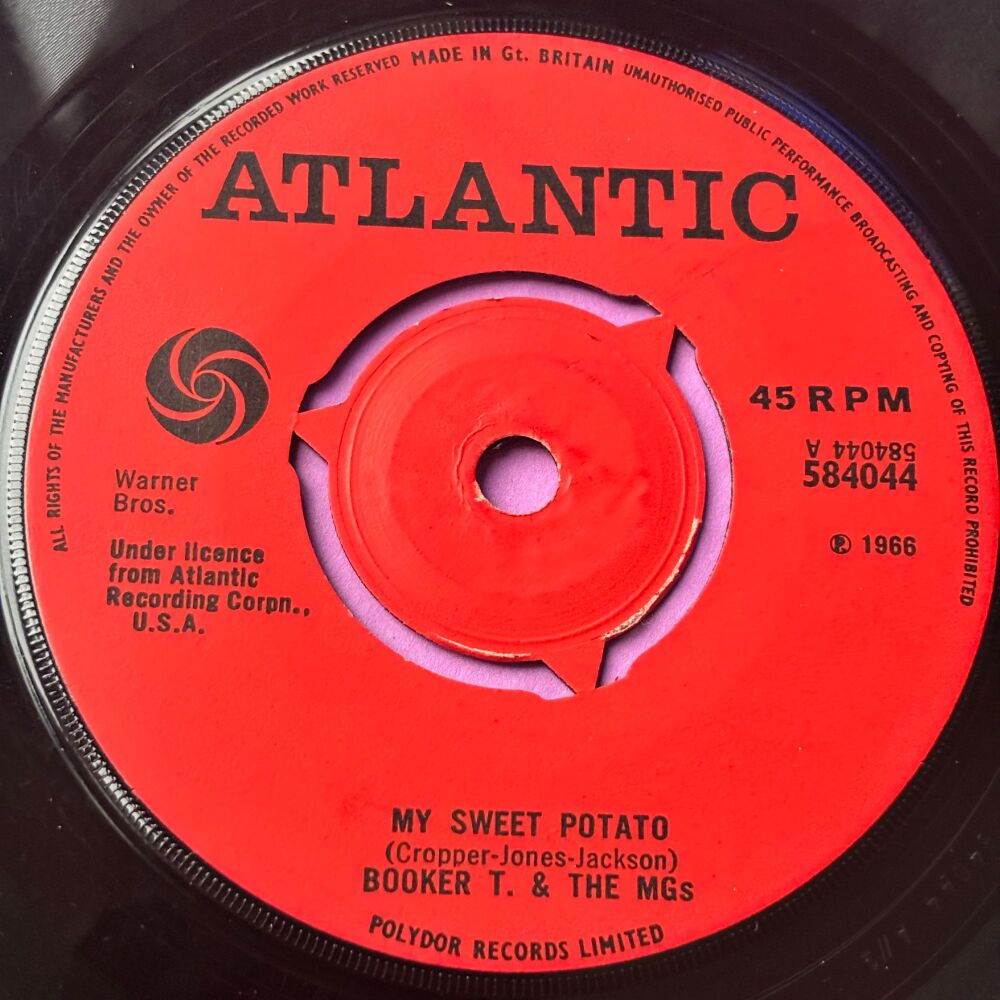 ALL RIGHTS OF THE MANUFACTURERS AND THE OWNER OF THE RECORDED WORK RESERVED MADE IN Gt. BRITAIN UNAUTHORISED PUBLIC PERFORMANCE BROADCASTING AND COPYING OF THIS RECORD PROHIBITED
ATLANTIC
45 RPM
584044 A
584044
℗ 1966
Warner
Bros.
Under licence
from Atlantic
Recording Corpn.,
U.S.A.
MY SWEET POTATO
(Cropper-Jones-Jackson)
BOOKER T. & THE MGs
POLYDOR RECORDS LIMITED